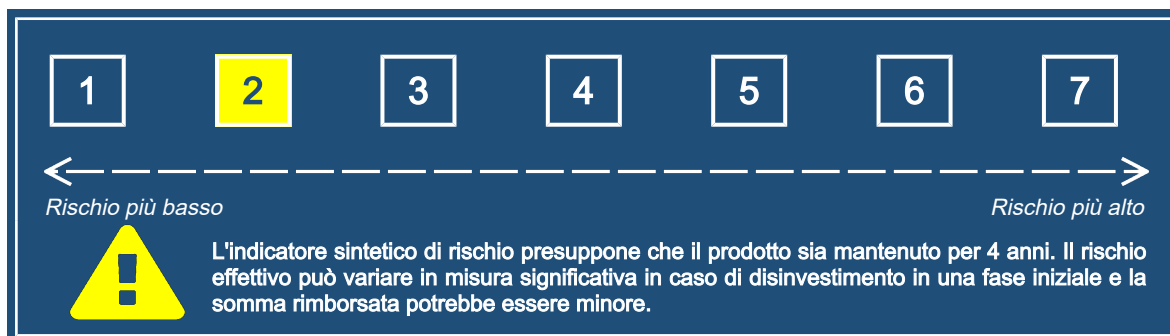 1 2 3 4 5 6 7
Rischio più basso Rischio più alto
L'indicatore sintetico di rischio presuppone che il prodotto sia mantenuto per 4 anni. Il rischio
effettivo può variare in misura significativa in caso di disinvestimento in una fase iniziale e la
somma rimborsata potrebbe essere minore.